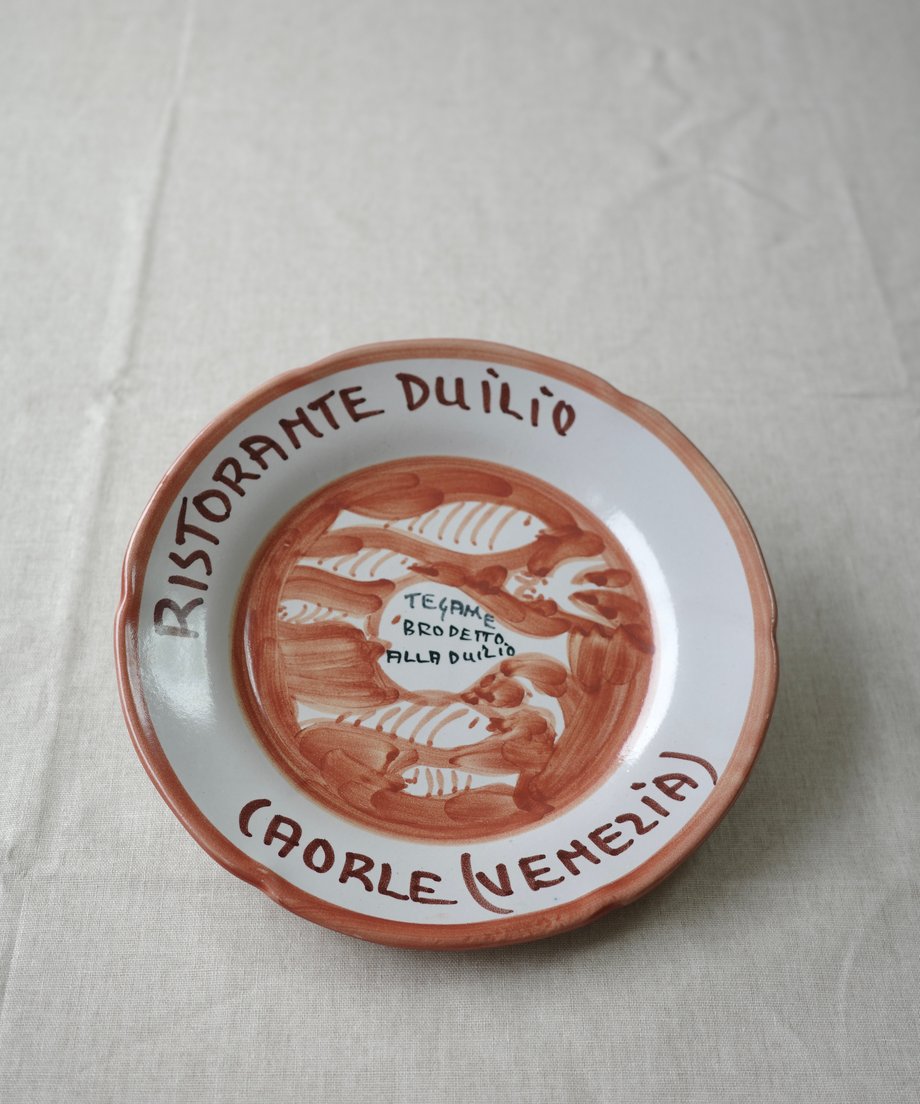 RISTORANTE DUILIO
TEGAME
BRODETTO
ALLA DUILIO
CAORLE (VENEZIA)